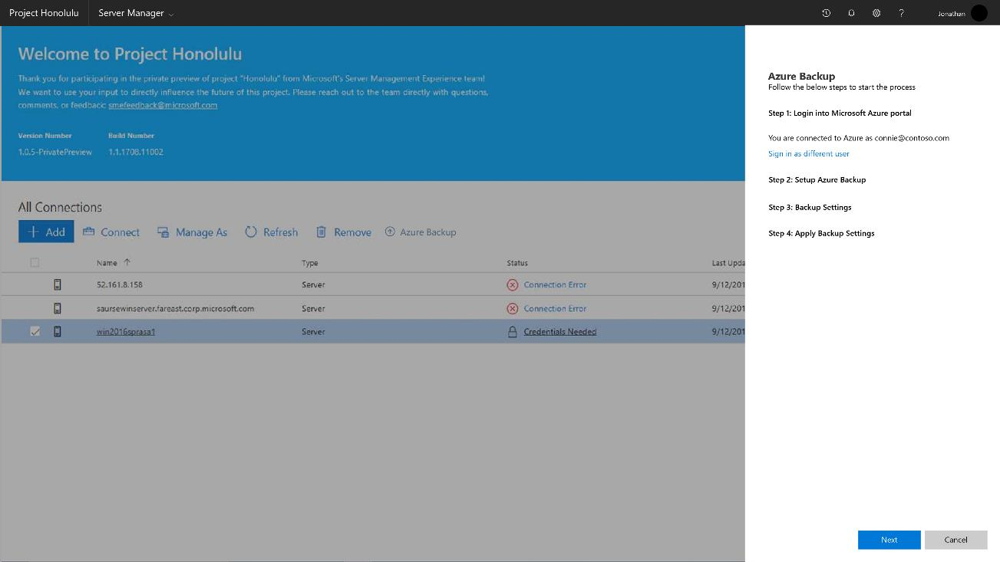 Project Honolulu
Server Manager
?
Jonathan
Welcome to Project Honolulu
Thank you for participating in the private preview of project "Honolulu" from Microsoft's Server Management Experience team!
We want to use your input to directly influence the future of this project. Please reach out to the team directly with questions,
comments, or feedback: smefeedback@microsoft.com
Version Number Build Number
1.0.5-PrivatePreview 1.1.1708.11002
All Connections
Add Connect Manage As Refresh Remove Azure Backup
Name Type Status Last Upda
52.161.8.158 Server Connection Error 9/12/201
saursewinserver.fareast.corp.microsoft.com Server Connection Error 9/12/201
win2016sprasa1 Server Credentials Needed 9/12/201
Azure Backup
Follow the below steps to start the process
Step 1: Login into Microsoft Azure portal
You are connected to Azure as connie@contoso.com
Sign in as different user
Step 2: Setup Azure Backup
Step 3: Backup Settings
Step 4: Apply Backup Settings
Next Cancel